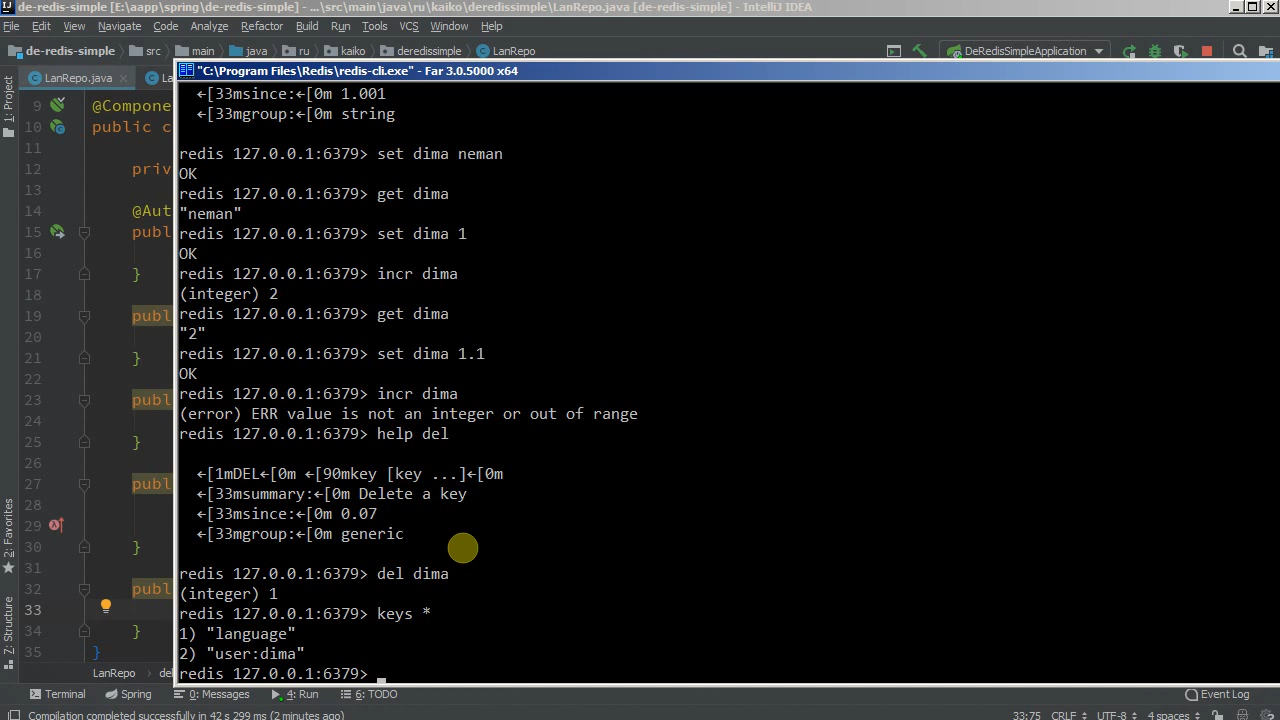 de-redis-simple [E:\aapp\spring\de-redis-simple] - ...\src\main\java\ru\kaiko\deredissimple\LanRepo.java [de-redis-simple] - IntelliJ IDEA
File Edit View Navigate Code Analyze Refactor Build Run Tools VCS Window Help
de-redis-simple src main java ru kaiko deredissimple LanRepo DeRedisSimpleApplication
"C:\Program Files\Redis\redis-cli.exe" - Far 3.0.5000 x64
LanRepo.java
1: Project
2: Favorites
7: Structure
9 @Compone
10 public c
11
12 priv
13
14 @Aut
15 publ
16
17 }
18
19 publ
20
21 }
22
23 publ
24
25 }
26
27 publ
28
29
30 }
31
32 publ
33
34 }
35 }
←[33msince:←[0m 1.001
←[33mgroup:←[0m string
redis 127.0.0.1:6379> set dima neman
OK
redis 127.0.0.1:6379> get dima
"neman"
redis 127.0.0.1:6379> set dima 1
OK
redis 127.0.0.1:6379> incr dima
(integer) 2
redis 127.0.0.1:6379> get dima
"2"
redis 127.0.0.1:6379> set dima 1.1
OK
redis 127.0.0.1:6379> incr dima
(error) ERR value is not an integer or out of range
redis 127.0.0.1:6379> help del
←[1mDEL←[0m ←[90mkey [key ...]←[0m
←[33msummary:←[0m Delete a key
←[33msince:←[0m 0.07
←[33mgroup:←[0m generic
redis 127.0.0.1:6379> del dima
(integer) 1
redis 127.0.0.1:6379> keys *
1) "language"
2) "user:dima"
redis 127.0.0.1:6379>
LanRepo
Terminal Spring 0: Messages 4: Run 6: TODO Event Log
Compilation completed successfully in 42 s 299 ms (2 minutes ago) 33:75 CRLF UTF-8 4 spaces